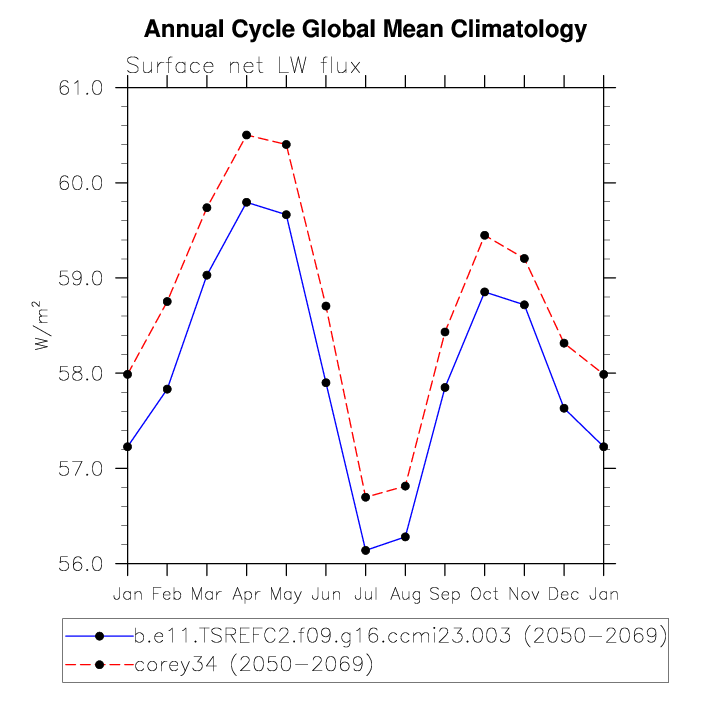 Annual Cycle Global Mean Climatology
Surface net LW flux
61.0
60.0
59.0
58.0
57.0
56.0
W/m²
Jan Feb Mar Apr May Jun Jul Aug Sep Oct Nov Dec Jan
b.e11.TSREFC2.f09.g16.ccmi23.003 (2050-2069)
corey34 (2050-2069)